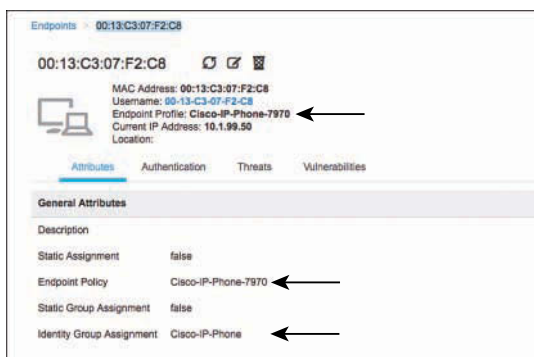 Endpoints > 00:13:C3:07:F2:C8
00:13:C3:07:F2:C8
MAC Address: 00:13:C3:07:F2:C8
Username: 00-13-C3-07-F2-C8
Endpoint Profile: Cisco-IP-Phone-7970
Current IP Address: 10.1.99.50
Location:
Attributes Authentication Threats Vulnerabilities
General Attributes
Description
Static Assignment false
Endpoint Policy Cisco-IP-Phone-7970
Static Group Assignment false
Identity Group Assignment Cisco-IP-Phone